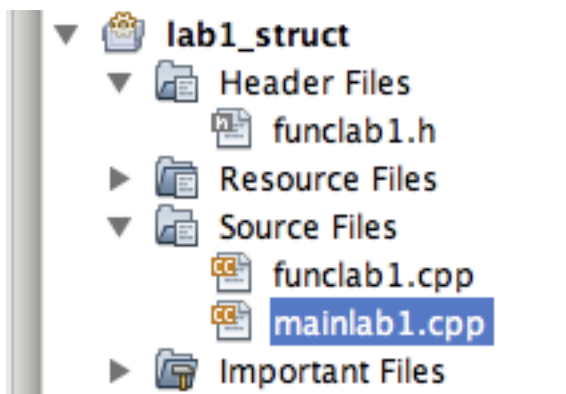 lab1_struct
Header Files
funclab1.h
Resource Files
Source Files
funclab1.cpp
mainlab1.cpp
Important Files